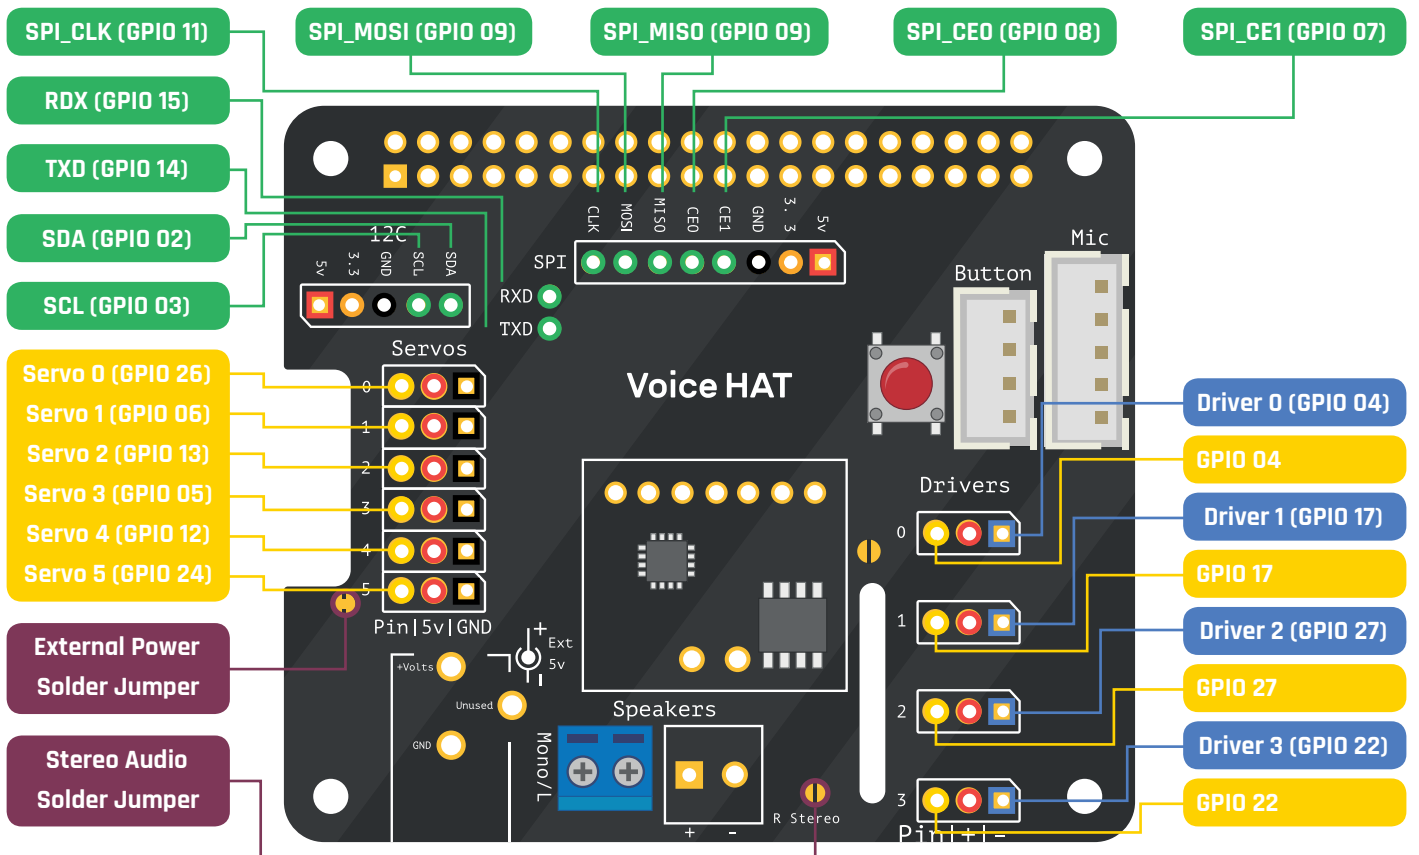 SPI_CLK (GPIO 11)
SPI_MOSI (GPIO 09)
SPI_MISO (GPIO 09)
SPI_CE0 (GPIO 08)
SPI_CE1 (GPIO 07)
RDX (GPIO 15)
TXD (GPIO 14)
SDA (GPIO 02)
SCL (GPIO 03)
CLK
MOSI
MISO
CE0
CE1
GND
3.3
5v
SPI
RXD
TXD
12C
5v
3.3
GND
SCL
SDA
Mic
Button
Servos
Voice HAT
Servo 0 (GPIO 26)
Servo 1 (GPIO 06)
Servo 2 (GPIO 13)
Servo 3 (GPIO 05)
Servo 4 (GPIO 12)
Servo 5 (GPIO 24)
0
1
2
3
4
5
Pin|5v|GND
External Power
Solder Jumper
Stereo Audio
Solder Jumper
+Volts
Unused
GND
+
Ext
5v
-
Speakers
Mono/L
+ -
R Stereo
Drivers
0
1
2
3
Pin|+|-
Driver 0 (GPIO 04)
GPIO 04
Driver 1 (GPIO 17)
GPIO 17
Driver 2 (GPIO 27)
GPIO 27
Driver 3 (GPIO 22)
GPIO 22